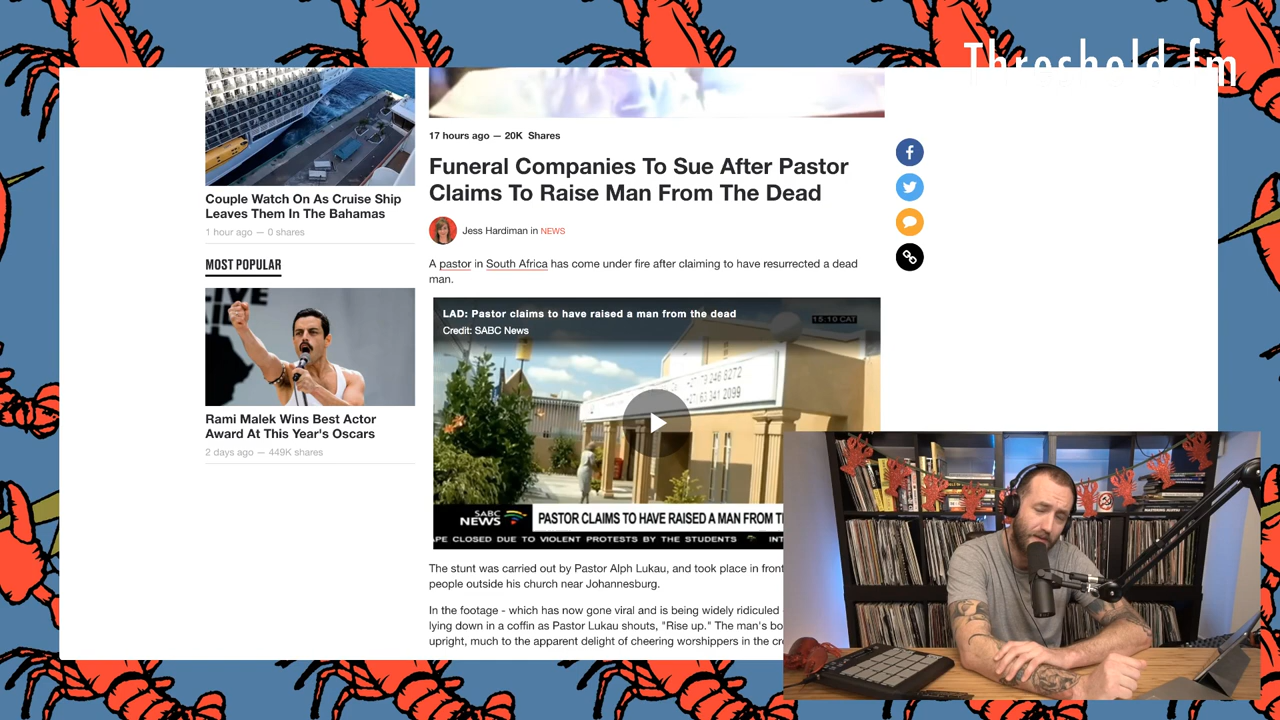 Threshold.fm
Couple Watch On As Cruise Ship
Leaves Them In The Bahamas
1 hour ago — 0 shares
MOST POPULAR
Rami Malek Wins Best Actor
Award At This Year's Oscars
2 days ago — 449K shares
17 hours ago — 20K Shares
Funeral Companies To Sue After Pastor
Claims To Raise Man From The Dead
Jess Hardiman in NEWS
A pastor in South Africa has come under fire after claiming to have resurrected a dead
man.
LAD: Pastor claims to have raised a man from the dead
Credit: SABC News
15.10 CAT
+27 63 341 2099
SABC
NEWS
PASTOR CLAIMS TO HAVE RAISED A MAN FROM
PE CLOSED DUE TO VIOLENT PROTESTS BY THE STUDENTS
INT
The stunt was carried out by Pastor Alph Lukau, and took place in front
people outside his church near Johannesburg.
In the footage - which has now gone viral and is being widely ridiculed
lying down in a coffin as Pastor Lukau shouts, "Rise up." The man's bo
upright, much to the apparent delight of cheering worshippers in the cr